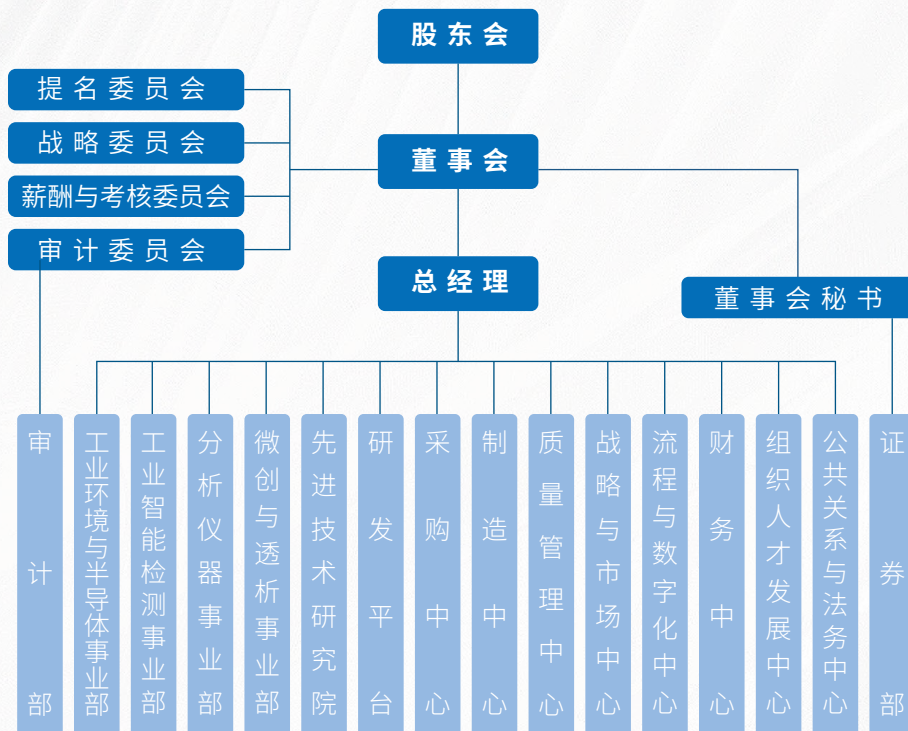 股东会
提名委员会
战略委员会
薪酬与考核委员会
审计委员会
董事会
总经理
董事会秘书
审计部
工业环境与半导体事业部
工业智能检测事业部
分析仪器事业部
微创与透析事业部
先进技术研究院
研发平台
采购中心
制造中心
质量管理中心
战略与市场中心
流程与数字化中心
财务中心
组织人才发展中心
公共关系与法务中心
证券部